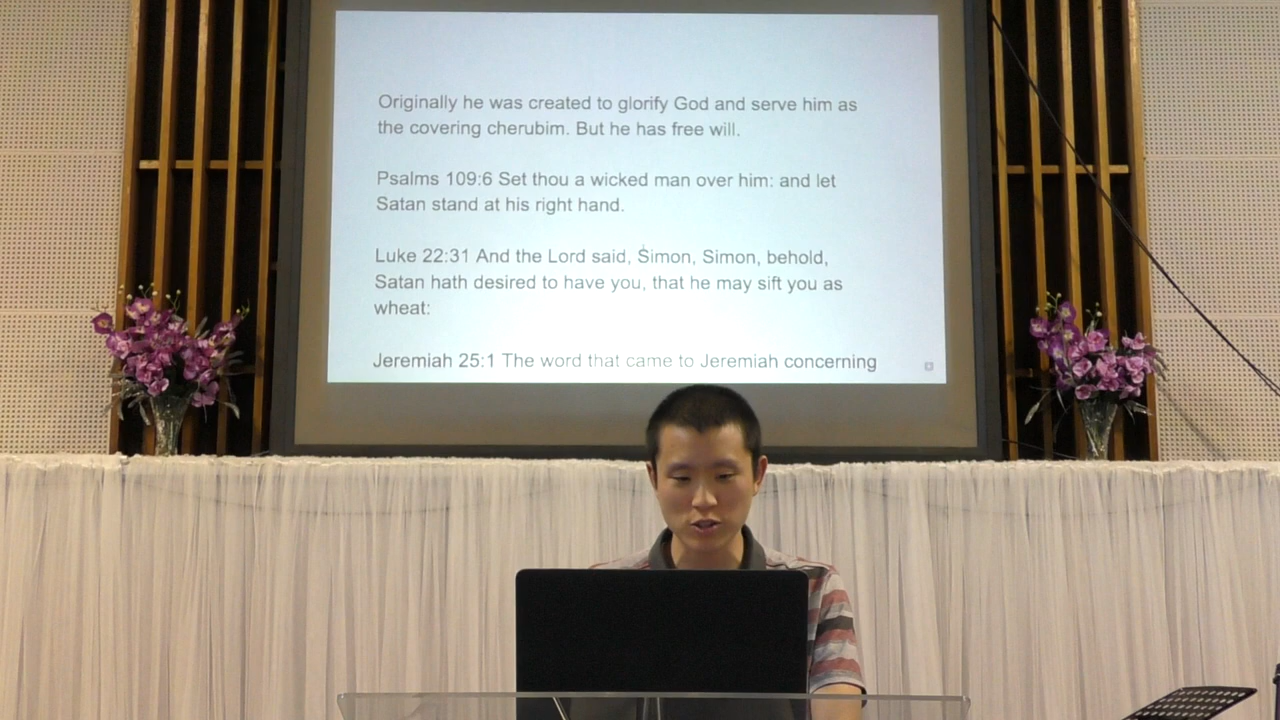 Originally he was created to glorify God and serve him as
the covering cherubim. But he has free will.
Psalms 109:6 Set thou a wicked man over him: and let
Satan stand at his right hand.
Luke 22:31 And the Lord said, Simon, Simon, behold,
Satan hath desired to have you, that he may sift you as
wheat:
Jeremiah 25:1 The word that came to Jeremiah concerning